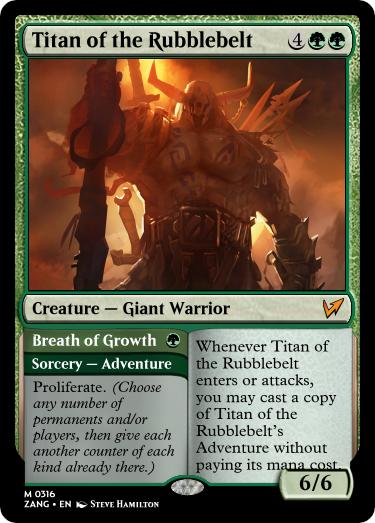 Titan of the Rubblebelt 4
Creature — Giant Warrior
Breath of Growth
Sorcery — Adventure
Proliferate. (Choose
any number of
permanents and/or
players, then give each
another counter of each
kind already there.)
Whenever Titan of
the Rubblebelt
enters or attacks,
you may cast a copy
of Titan of the
Rubblebelt's
Adventure without
paying its mana cost.
6/6
M 0316
ZANG • EN Steve Hamilton